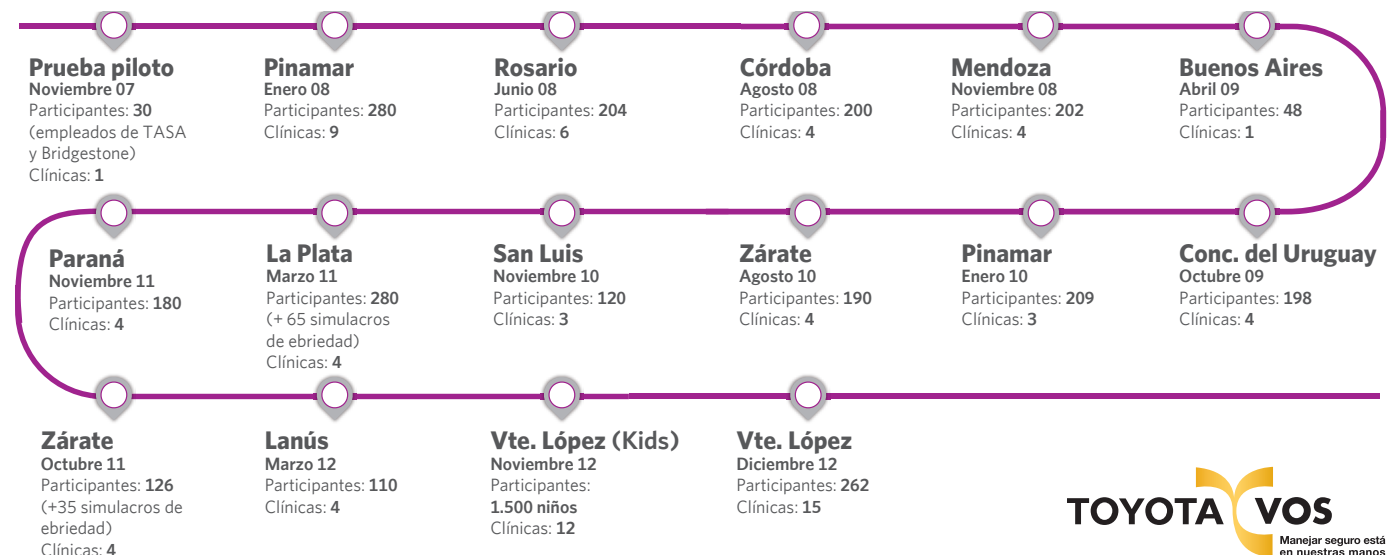 Prueba piloto
Noviembre 07
Participantes: 30
(empleados de TASA
y Bridgestone)
Clínicas: 1
Pinamar
Enero 08
Participantes: 280
Clínicas: 9
Rosario
Junio 08
Participantes: 204
Clínicas: 6
Córdoba
Agosto 08
Participantes: 200
Clínicas: 4
Mendoza
Noviembre 08
Participantes: 202
Clínicas: 4
Buenos Aires
Abril 09
Participantes: 48
Clínicas: 1
Paraná
Noviembre 11
Participantes: 180
Clínicas: 4
La Plata
Marzo 11
Participantes: 280
(+ 65 simulacros
de ebriedad)
Clínicas: 4
San Luis
Noviembre 10
Participantes: 120
Clínicas: 3
Zárate
Agosto 10
Participantes: 190
Clínicas: 4
Pinamar
Enero 10
Participantes: 209
Clínicas: 3
Conc. del Uruguay
Octubre 09
Participantes: 198
Clínicas: 4
Zárate
Octubre 11
Participantes: 126
(+35 simulacros de
ebriedad)
Clínicas: 4
Lanús
Marzo 12
Participantes: 110
Clínicas: 4
Vte. López (Kids)
Noviembre 12
Participantes:
1.500 niños
Clínicas: 12
Vte. López
Diciembre 12
Participantes: 262
Clínicas: 15
TOYOTA Y VOS
Manejar seguro está
en nuestras manos